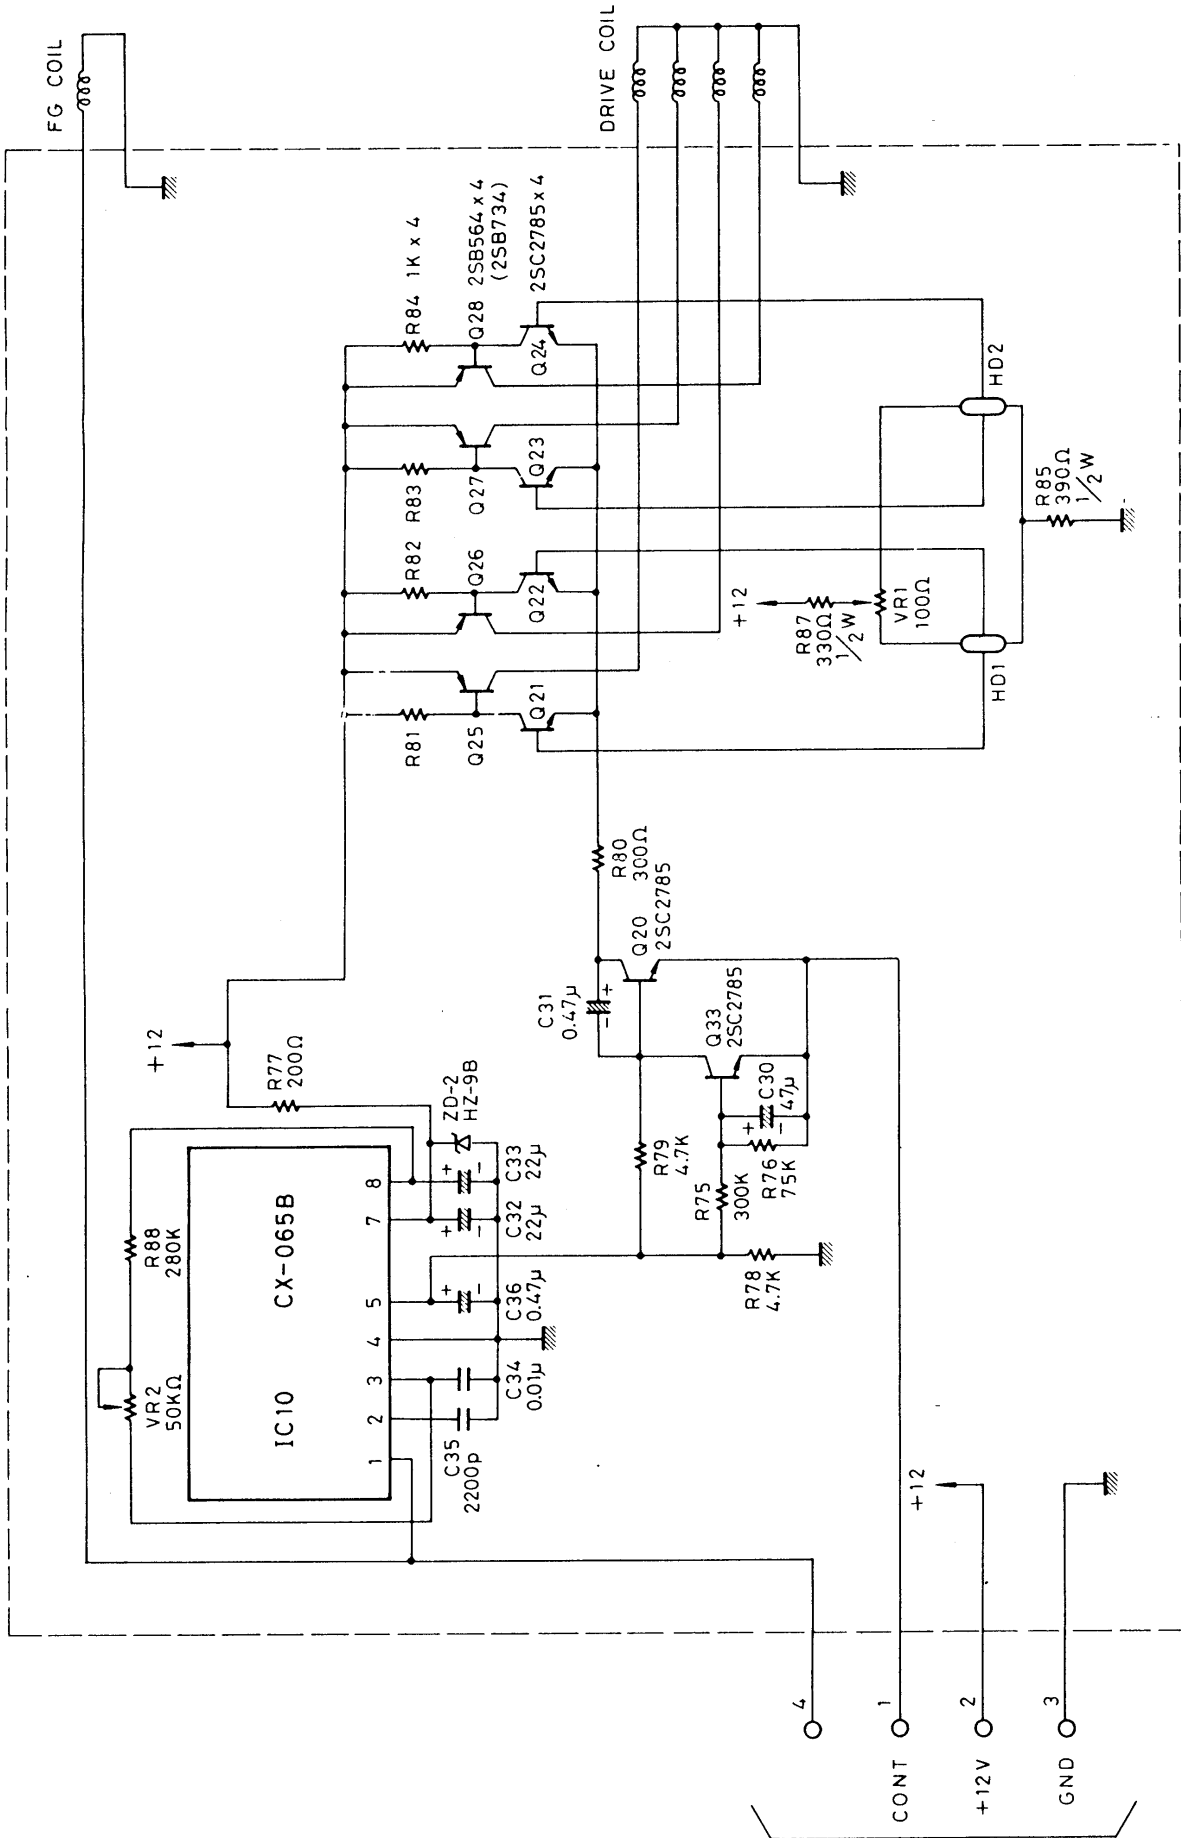 FG COIL
DRIVE COIL
R84 1K x 4
Q28 2SB564 x 4
(2SB734)
2SC2785 x 4
Q24
HD2
R83
Q27
Q23
R82
Q26
Q22
R81
Q25
Q21
+12
R87
330Ω
1/2 W
VR1
100Ω
HD1
R85
390Ω
1/2 W
R80
300Ω
Q20
2SC2785
C31
0.47μ
+
-
Q33
2SC2785
C30
47μ
+
-
R76
75K
R75
300K
R79
4.7K
R78
4.7K
+12
R77
200Ω
ZD-2
HZ-9B
C33
22μ
+
-
C32
22μ
+
-
C36
0.47μ
+
-
C34
0.01μ
C35
2200p
R88
280K
VR2
50KΩ
IC10 CX-065B
1 2 3 4 5 7 8
+12
4
CONT 1
+12V 2
GND 3